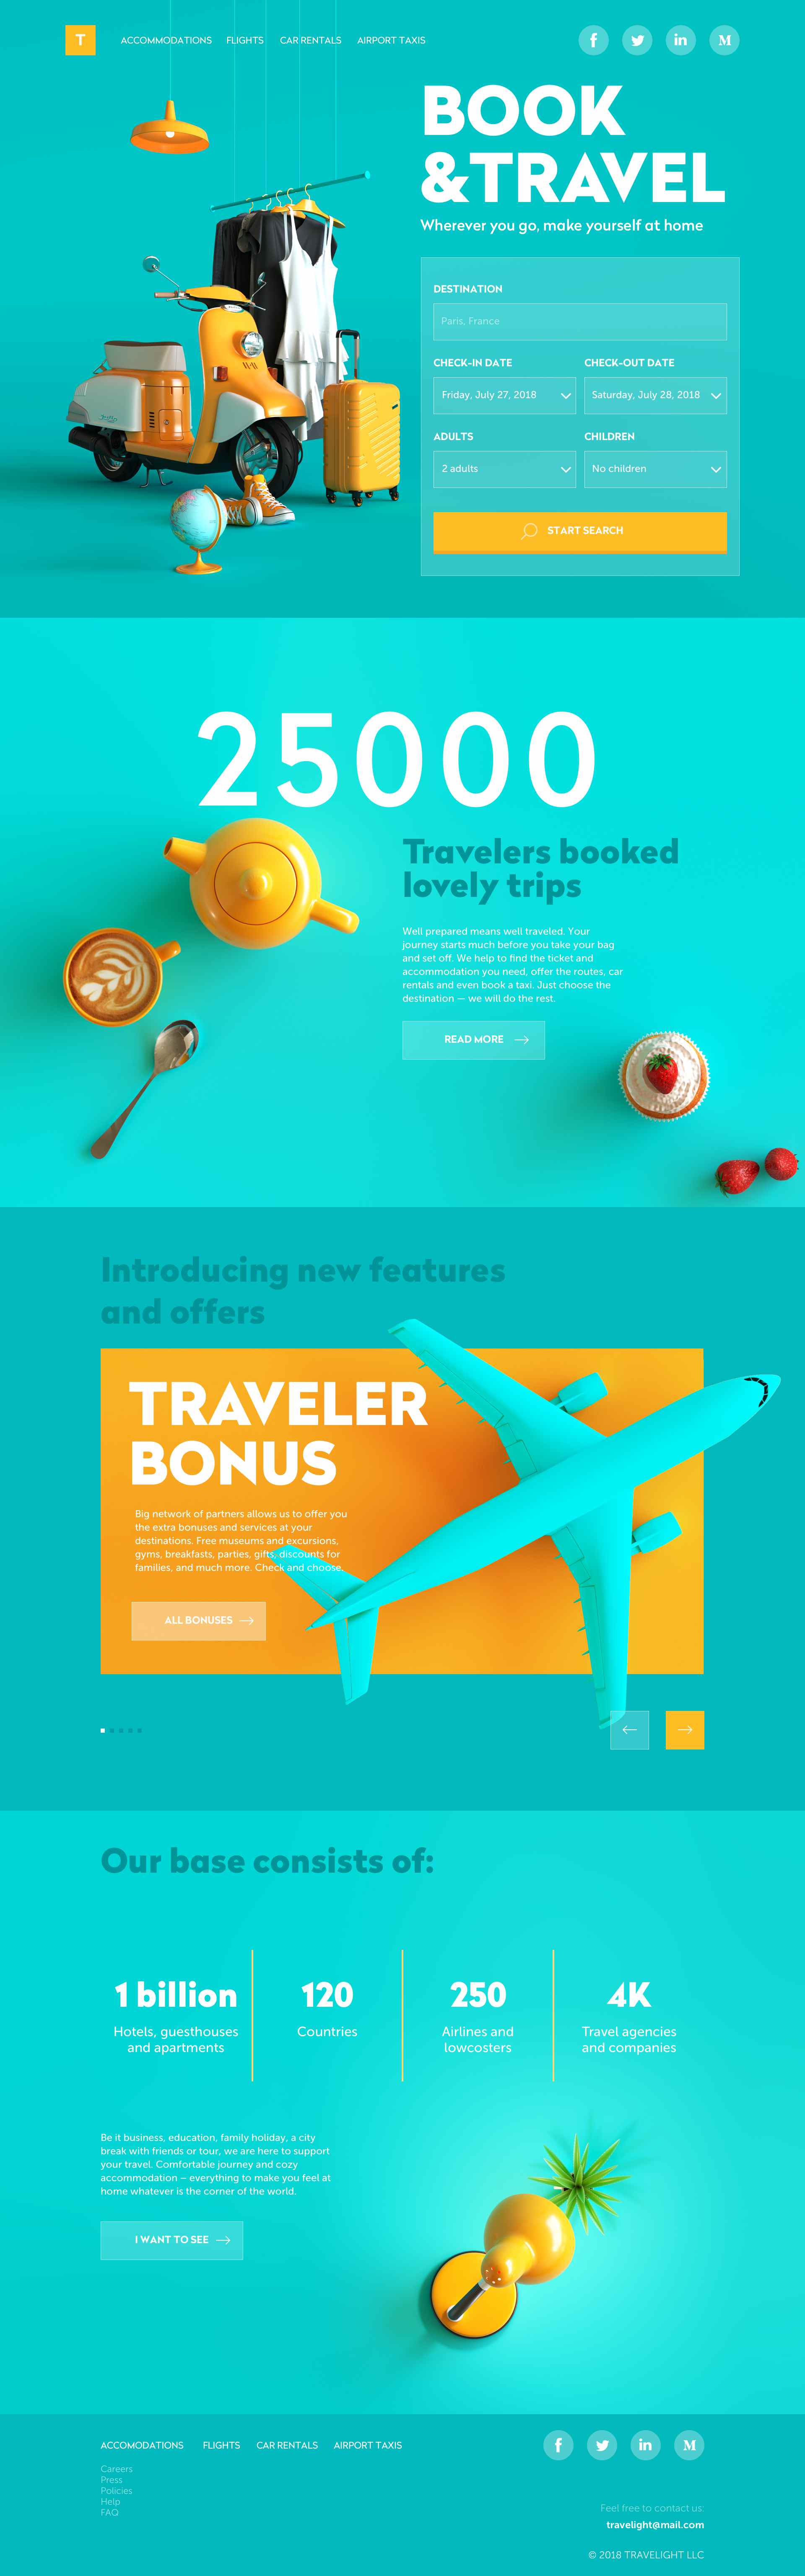 T
ACCOMMODATIONS FLIGHTS CAR RENTALS AIRPORT TAXIS
f in M
BOOK
&TRAVEL
Wherever you go, make yourself at home
DESTINATION
Paris, France
CHECK-IN DATE CHECK-OUT DATE
Friday, July 27, 2018 Saturday, July 28, 2018
ADULTS CHILDREN
2 adults No children
START SEARCH
25000
Travelers booked
lovely trips
Well prepared means well traveled. Your
journey starts much before you take your bag
and set off. We help to find the ticket and
accommodation you need, offer the routes, car
rentals and even book a taxi. Just choose the
destination — we will do the rest.
READ MORE
Introducing new features
and offers
TRAVELER
BONUS
Big network of partners allows us to offer you
the extra bonuses and services at your
destinations. Free museums and excursions,
gyms, breakfasts, parties, gifts, discounts for
families, and much more. Check and choose.
ALL BONUSES
Our base consists of:
1 billion
Hotels, guesthouses
and apartments
120
Countries
250
Airlines and
lowcosters
4K
Travel agencies
and companies
Be it business, education, family holiday, a city
break with friends or tour, we are here to support
your travel. Comfortable journey and cozy
accommodation – everything to make you feel at
home whatever is the corner of the world.
I WANT TO SEE
ACCOMODATIONS FLIGHTS CAR RENTALS AIRPORT TAXIS
f in M
Careers
Press
Policies
Help
FAQ
Feel free to contact us:
travelight@mail.com
© 2018 TRAVELIGHT LLC